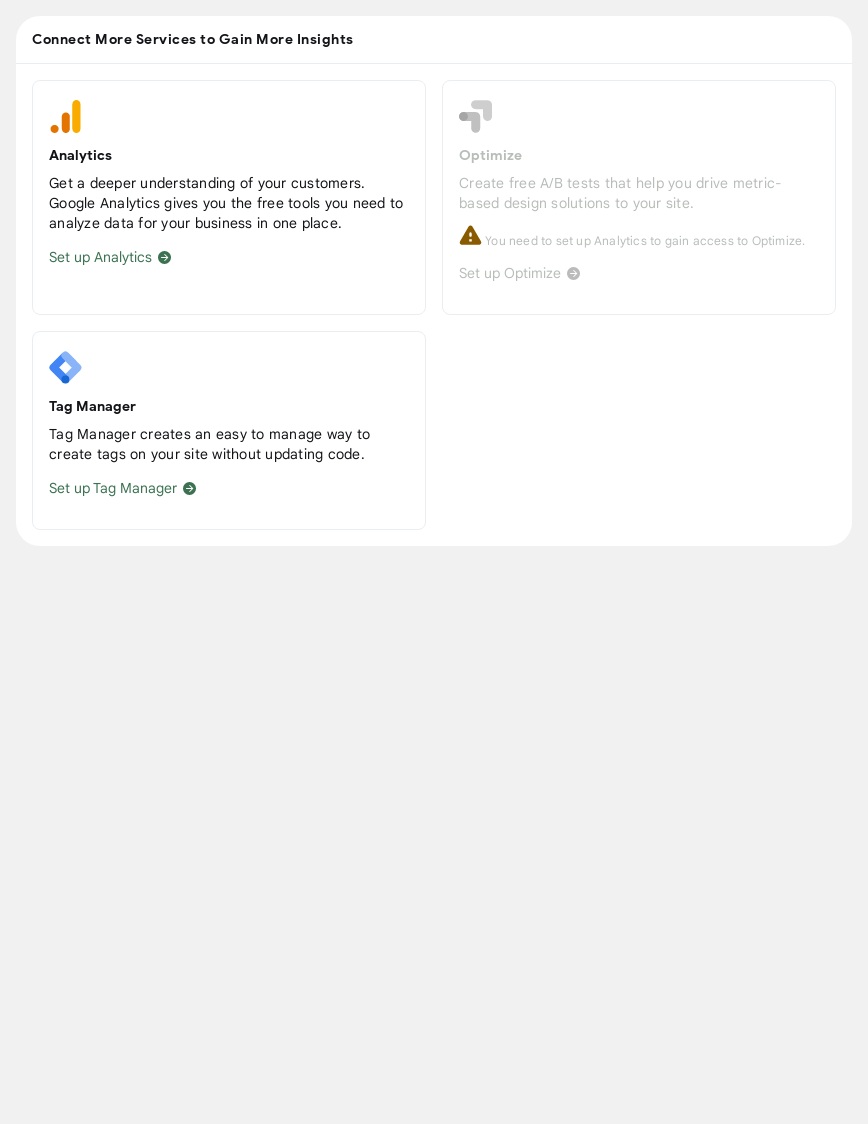 Connect More Services to Gain More Insights
Analytics
Get a deeper understanding of your customers.
Google Analytics gives you the free tools you need to
analyze data for your business in one place.
Set up Analytics
Optimize
Create free A/B tests that help you drive metric-
based design solutions to your site.
You need to set up Analytics to gain access to Optimize.
Set up Optimize
Tag Manager
Tag Manager creates an easy to manage way to
create tags on your site without updating code.
Set up Tag Manager